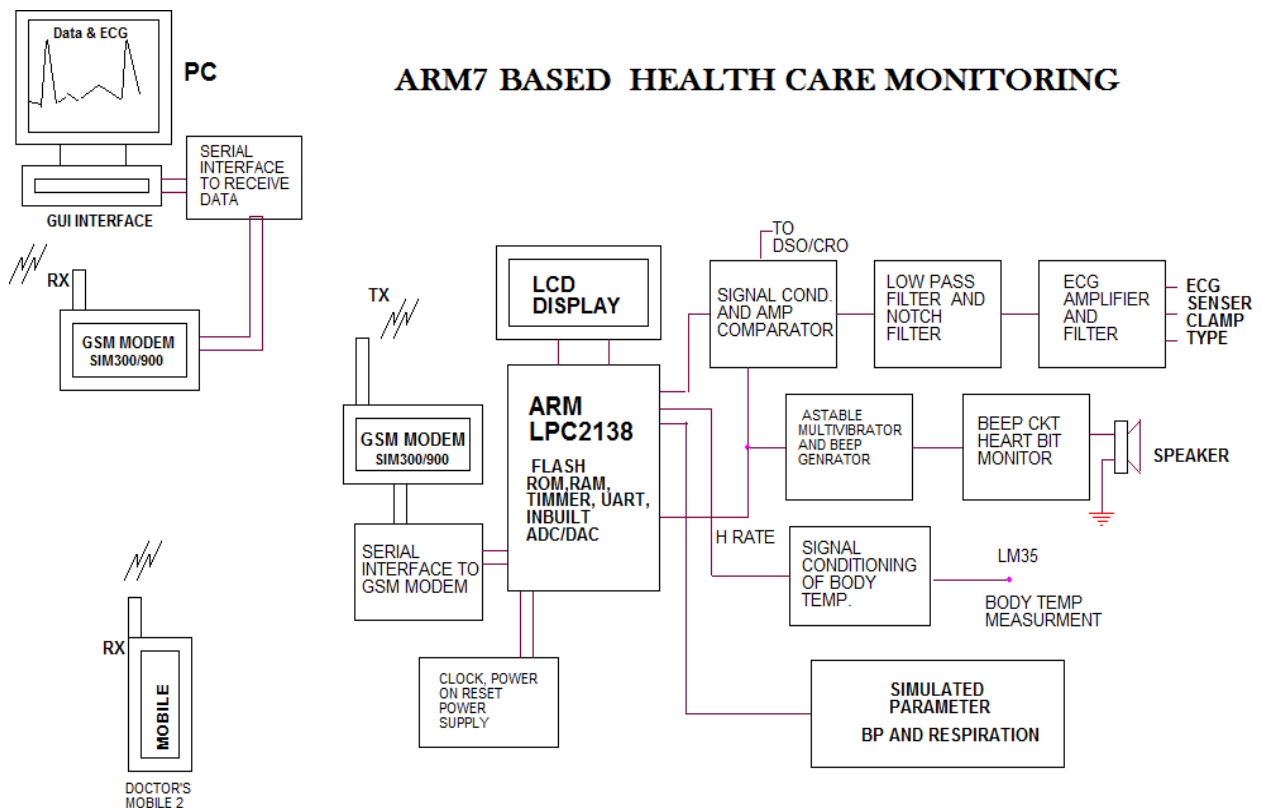 Data & ECG
PC
ARM7 BASED HEALTH CARE MONITORING
SERIAL
INTERFACE
TO RECEIVE
DATA
GUI INTERFACE
RX
GSM MODEM
SIM300/900
TX
LCD
DISPLAY
TO
DSO/CRO
SIGNAL COND.
AND AMP
COMPARATOR
LOW PASS
FILTER AND
NOTCH
FILTER
ECG
AMPLIFIER
AND
FILTER
ECG
SENSER
CLAMP
TYPE
GSM MODEM
SIM300/900
ARM
LPC2138
FLASH
ROM,RAM,
TIMMER, UART,
INBUILT
ADC/DAC
ASTABLE
MULTIVIBRATOR
AND BEEP
GENRATOR
BEEP CKT
HEART BIT
MONITOR
SPEAKER
SERIAL
INTERFACE TO
GSM MODEM
H RATE
SIGNAL
CONDITIONING
OF BODY
TEMP.
LM35
BODY TEMP
MEASURMENT
CLOCK, POWER
ON RESET
POWER
SUPPLY
SIMULATED
PARAMETER
BP AND RESPIRATION
RX
MOBILE
DOCTOR'S
MOBILE 2